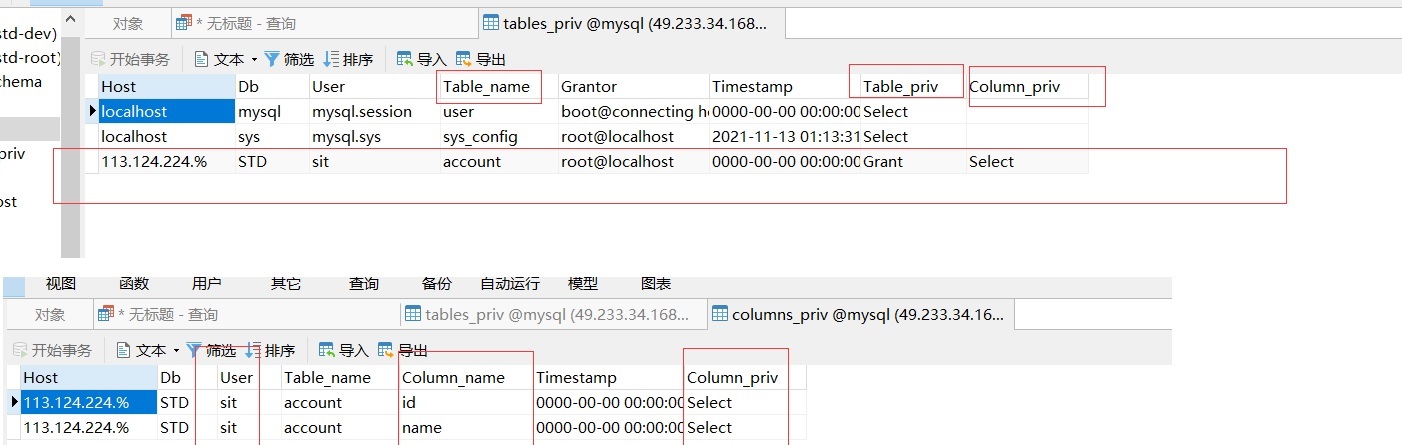 对象 * 无标题 - 查询 tables_priv @mysql (49.233.34.168...
std-dev)
std-root)
chema
priv
ost
开始事务 文本 筛选 排序 导入 导出
Host Db User Table_name Grantor Timestamp Table_priv Column_priv
localhost mysql mysql.session user boot@connecting h 0000-00-00 00:00:00 Select
localhost sys mysql.sys sys_config root@localhost 2021-11-13 01:13:31 Select
113.124.224.% STD sit account root@localhost 0000-00-00 00:00:00 Grant Select
视图 函数 用户 其它 查询 备份 自动运行 模型 图表
对象 * 无标题 - 查询 tables_priv @mysql (49.233.34.168... columns_priv @mysql (49.233.34.16...
开始事务 文本 筛选 排序 导入 导出
Host Db User Table_name Column_name Timestamp Column_priv
113.124.224.% STD sit account id 0000-00-00 00:00:00 Select
113.124.224.% STD sit account name 0000-00-00 00:00:00 Select